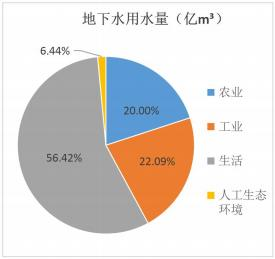 地下水用水量（亿m³）
6.44%
20.00%
56.42%
22.09%
农业
工业
生活
人工生态
环境